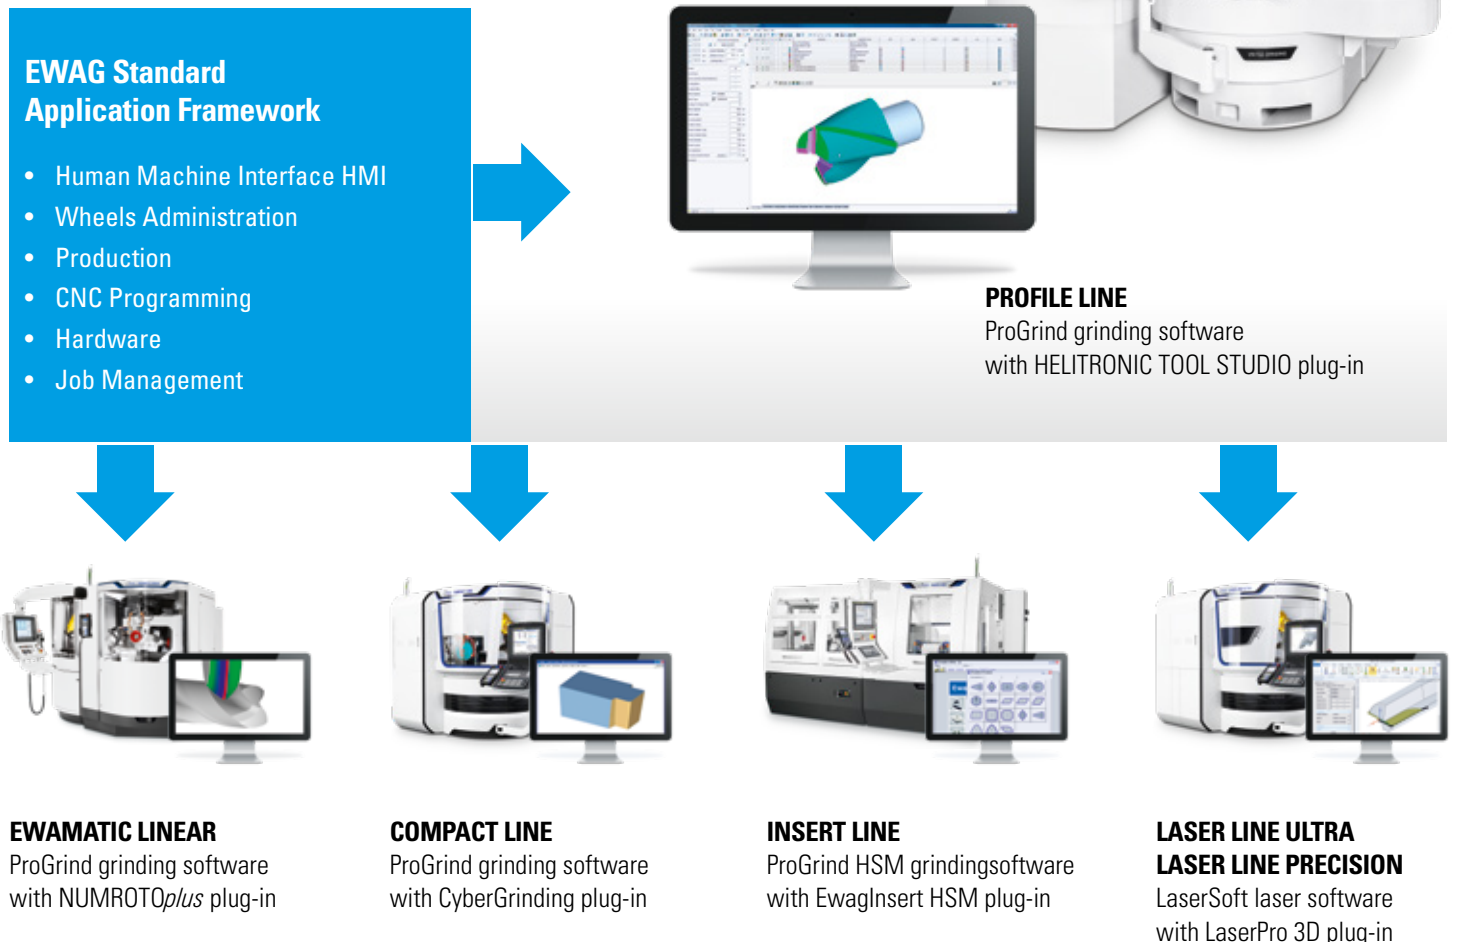 EWAG Standard
Application Framework
• Human Machine Interface HMI
• Wheels Administration
• Production
• CNC Programming
• Hardware
• Job Management
PROFILE LINE
ProGrind grinding software
with HELITRONIC TOOL STUDIO plug-in
EWAMATIC LINEAR
ProGrind grinding software
with NUMROTOplus plug-in
COMPACT LINE
ProGrind grinding software
with CyberGrinding plug-in
INSERT LINE
ProGrind HSM grindingsoftware
with EwagInsert HSM plug-in
LASER LINE ULTRA
LASER LINE PRECISION
LaserSoft laser software
with LaserPro 3D plug-in